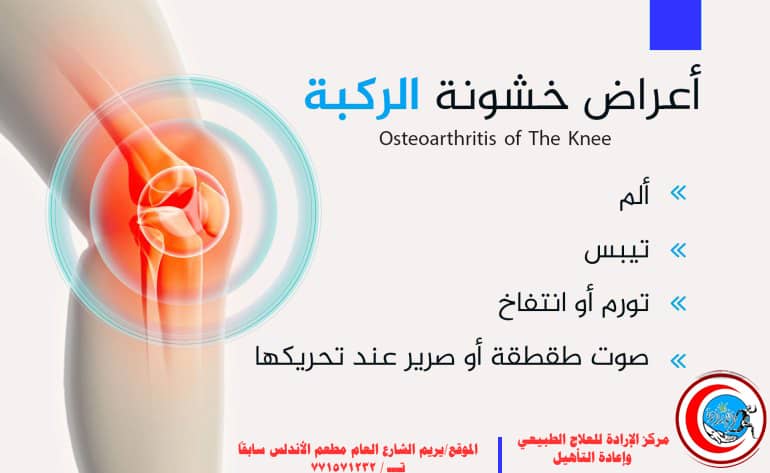 أعراض خشونة الركبة
Osteoarthritis of The Knee
ألم
تيبس
تورم أو انتفاخ
صوت طقطقة أو صرير عند تحريكها
مركز الإرادة للعلاج الطبيعي
وإعادة التأهيل
الموقع/يريم الشارع العام مطعم الأندلس سابقا
تـــ / ٧٧١٥٧١٢٣٢